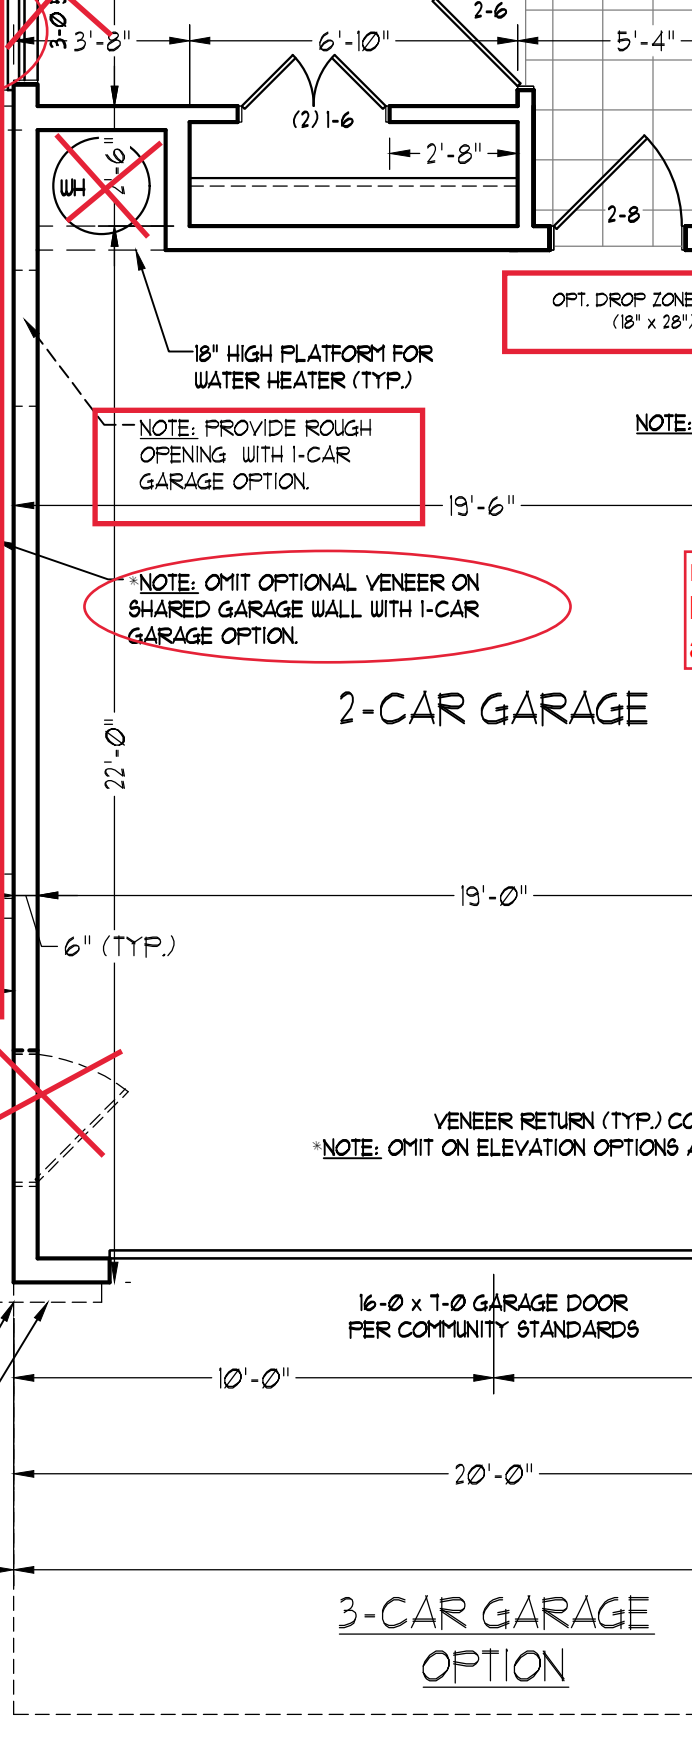 2-6
3-0
3'-8"
6'-10"
5'-4"
(2) 1-6
2'-8"
2'-6"
WH
2-8
OPT. DROP ZONE
(18" x 28")
18" HIGH PLATFORM FOR
WATER HEATER (TYP.)
NOTE: PROVIDE ROUGH
OPENING WITH 1-CAR
GARAGE OPTION.
NOTE:
19'-6"
*NOTE: OMIT OPTIONAL VENEER ON
SHARED GARAGE WALL WITH 1-CAR
GARAGE OPTION.
2-CAR GARAGE
22'-0"
19'-0"
6" (TYP.)
VENEER RETURN (TYP.) CO
*NOTE: OMIT ON ELEVATION OPTIONS
16-0 x 7-0 GARAGE DOOR
PER COMMUNITY STANDARDS
10'-0"
20'-0"
3-CAR GARAGE
OPTION